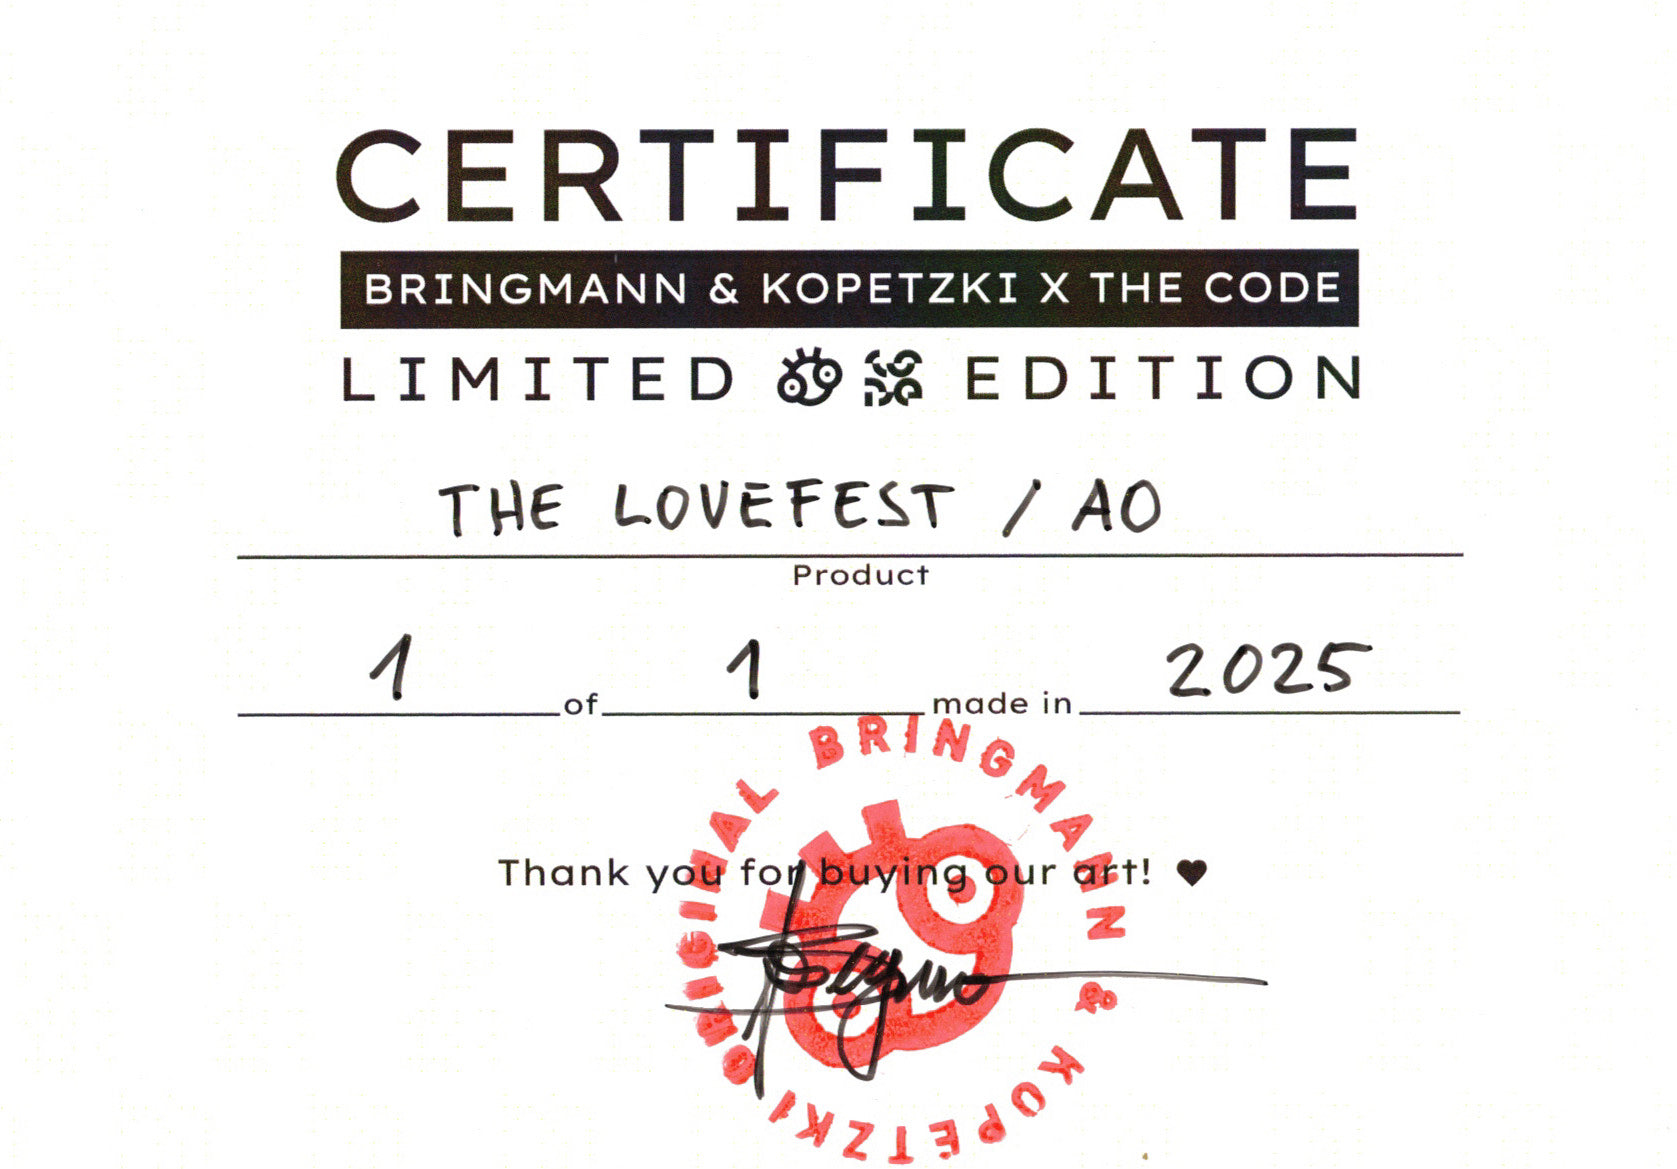 CERTIFICATE
BRINGMANN & KOPETZKI X THE CODE
LIMITED EDITION
THE LOVEFEST / AO
Product
1 of 1 made in 2025
Thank you for buying our art! ♥
ORIGINAL BRINGMANN & KOPETZKI